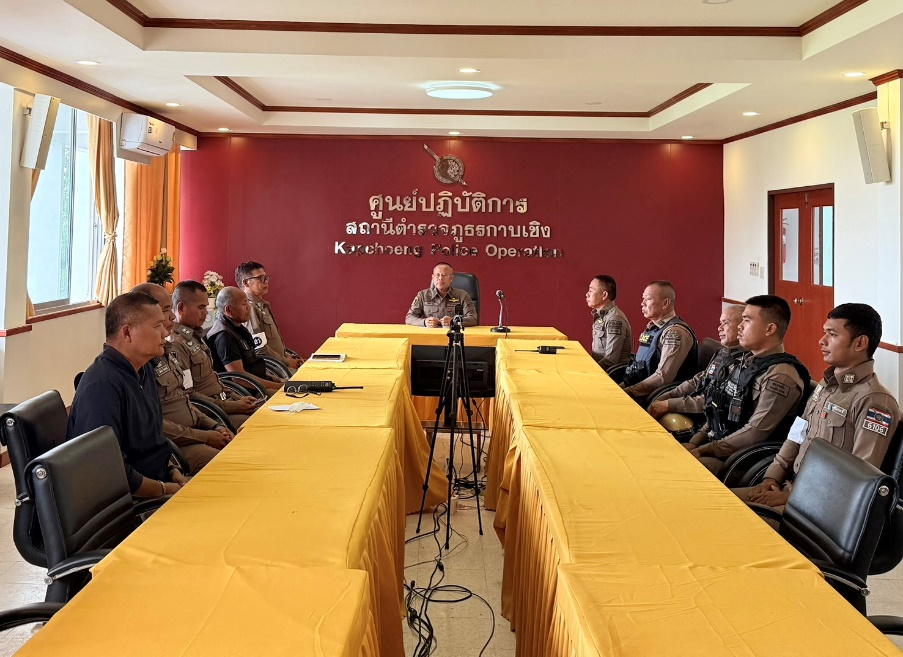 ศูนย์ปฏิบัติการ
สถานีตำรวจภูธรกาบเชิง
Kapchoeng Police Operation
6106